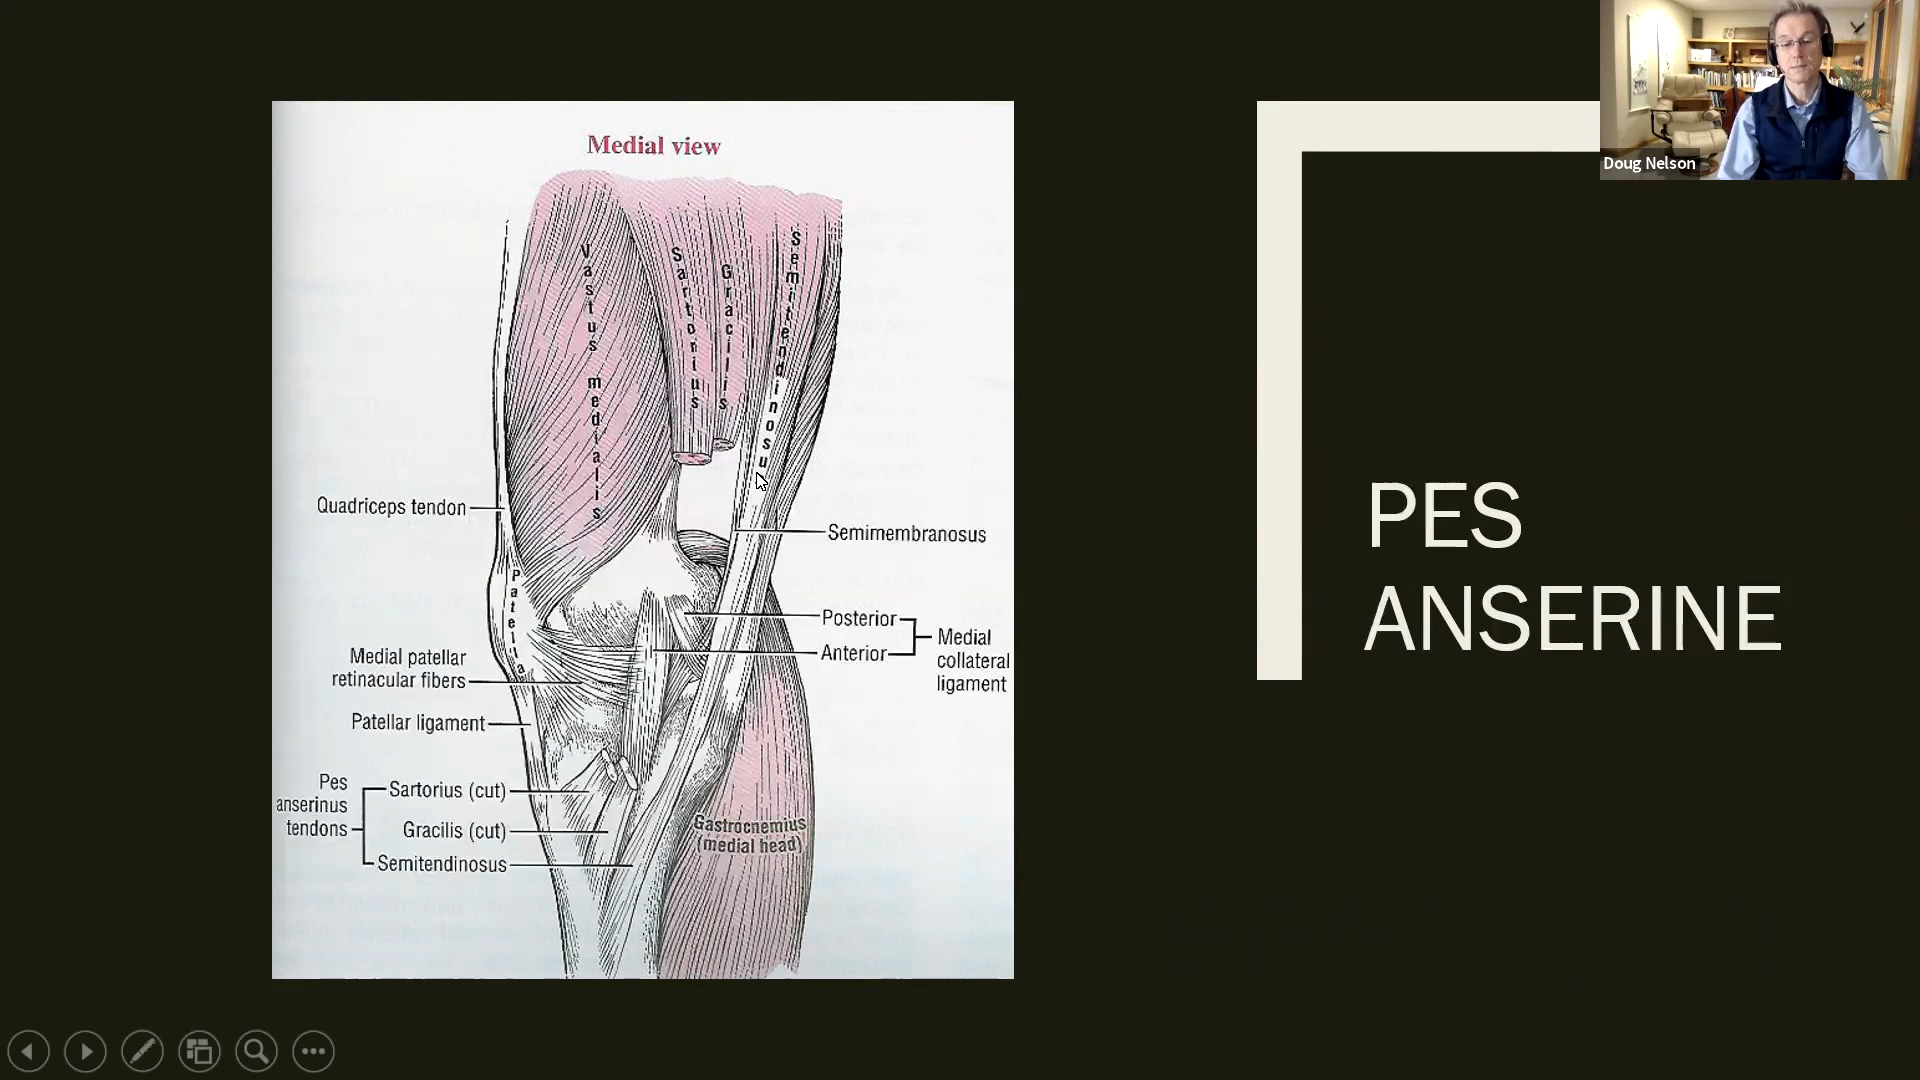 Medial view
Vastus medialis
Sartorius
Gracilis
Semitendinosu
Quadriceps tendon
Semimembranosus
Patella
Posterior
Anterior
Medial
collateral
ligament
Medial patellar
retinacular fibers
Patellar ligament
Pes
anserinus
tendons
Sartorius (cut)
Gracilis (cut)
Semitendinosus
Gastrocnemius
(medial head)
PES
ANSERINE
Doug Nelson